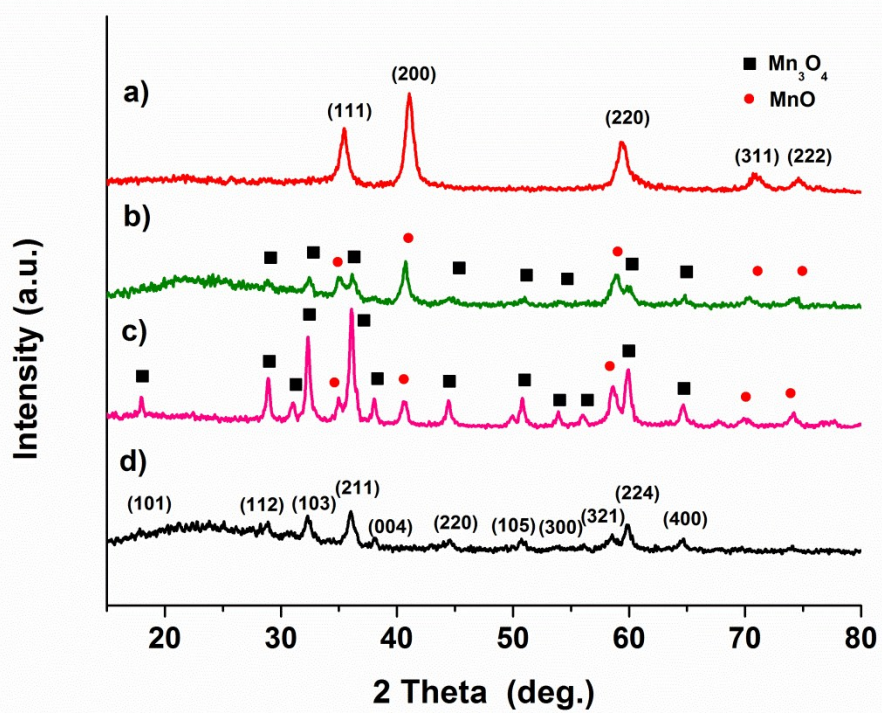 Mn₃O₄
MnO
a)
(111)
(200)
(220)
(311)
(222)
b)
c)
d)
(101)
(112)
(103)
(211)
(004)
(220)
(105)
(300)
(321)
(224)
(400)
Intensity (a.u.)
20 30 40 50 60 70 80
2 Theta (deg.)